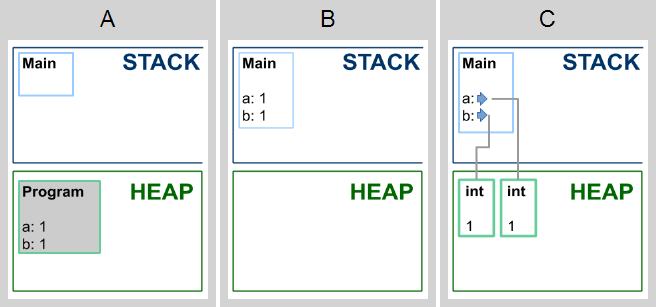 A
Main
STACK
a: 1
b: 1
Program
HEAP
B
Main
STACK
a: 1
b: 1
HEAP
C
Main
STACK
a:
b:
HEAP
int
1
int
1